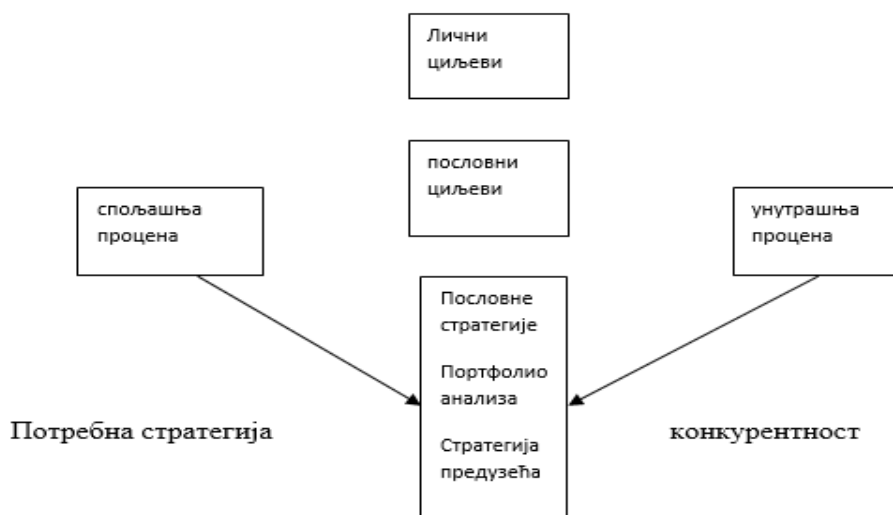 Лични
циљеви
пословни
циљеви
спољашња
процена
унутрашња
процена
Пословне
стратегије
Портфолио
анализа
Стратегија
предузећа
Потребна стратегија
конкурентност